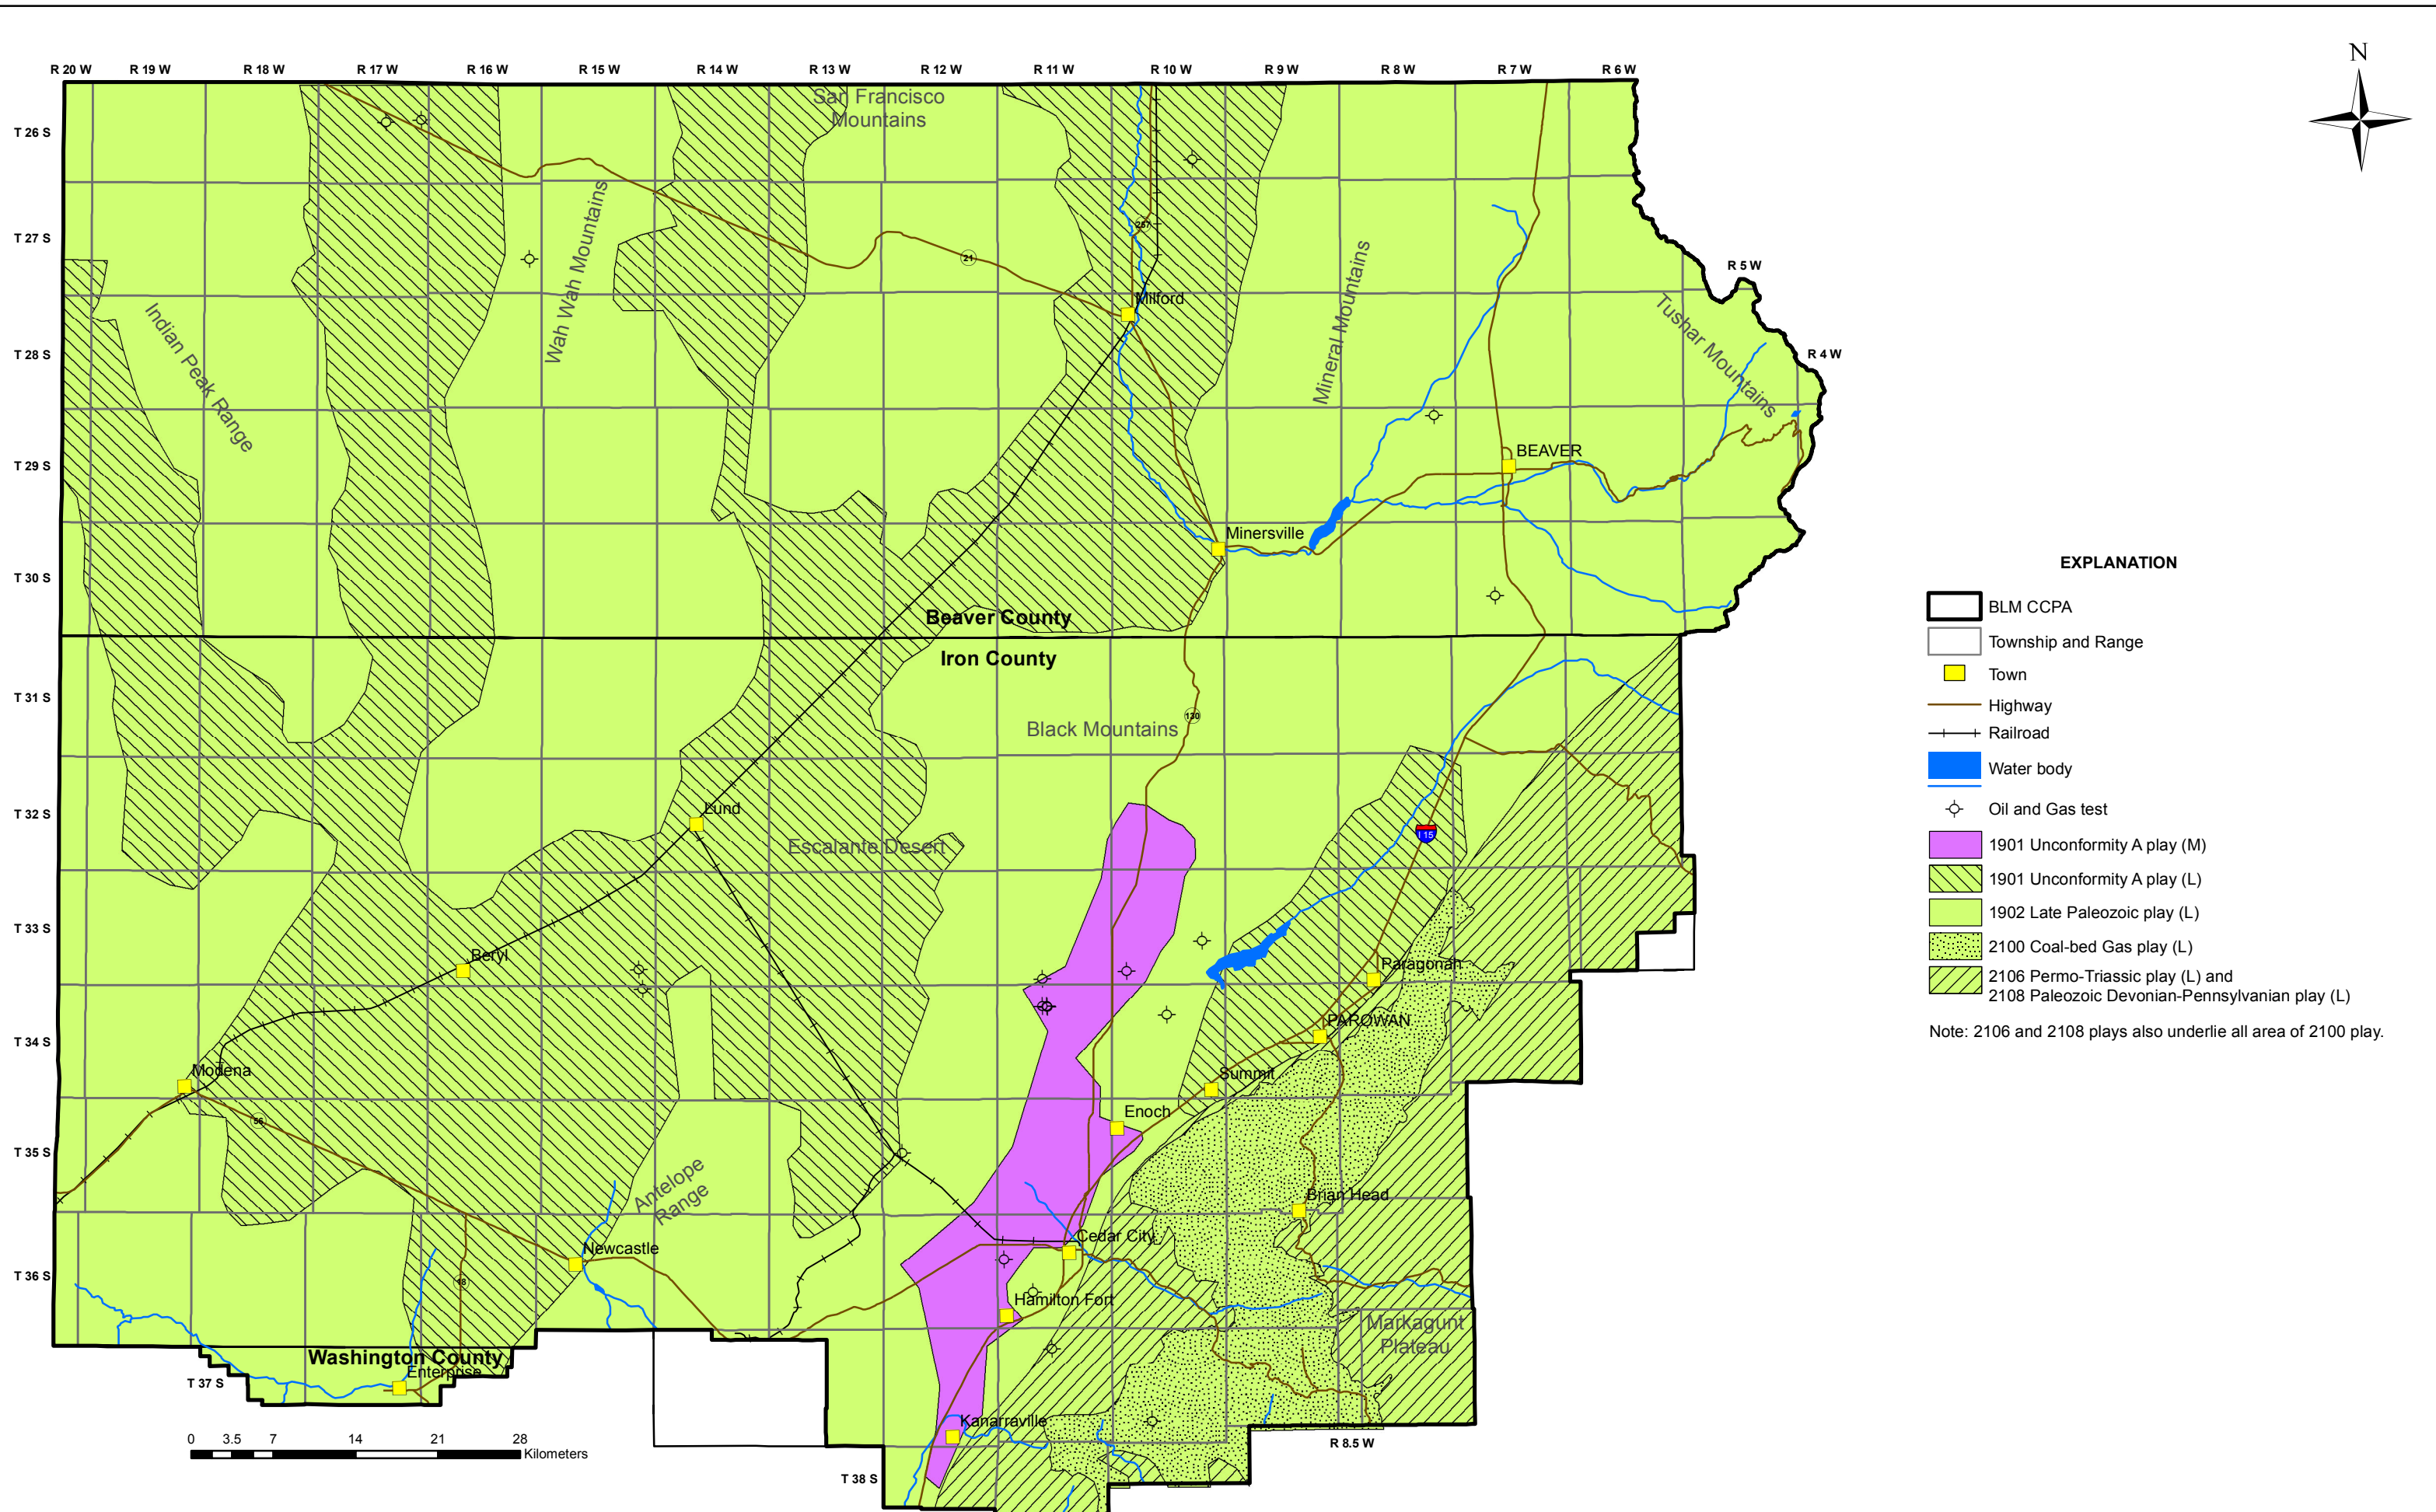 N
R 20 W R 19 W R 18 W R 17 W R 16 W R 15 W R 14 W R 13 W R 12 W R 11 W R 10 W R 9 W R 8 W R 7 W R 6 W
San Francisco
Mountains
T 26 S
T 27 S
267
21
R 5 W
Wah Wah Mountains
Mineral Mountains
Tushar Mountains
Indian Peak Range
Milford
T 28 S
R 4 W
BEAVER
T 29 S
Minersville
T 30 S
Beaver County
Iron County
T 31 S
130
Black Mountains
T 32 S
Lund
I 15
Escalante Desert
T 33 S
Beryl
Paragonah
PAROWAN
T 34 S
Modena
Summit
56
Enoch
T 35 S
Antelope
Range
Brian Head
Cedar City
Newcastle
T 36 S
18
Hamilton Fort
Markagunt
Plateau
Washington County
Enterprise
T 37 S
Kanarraville
R 8.5 W
T 38 S
0 3.5 7 14 21 28
Kilometers
EXPLANATION
BLM CCPA
Township and Range
Town
Highway
Railroad
Water body
Oil and Gas test
1901 Unconformity A play (M)
1901 Unconformity A play (L)
1902 Late Paleozoic play (L)
2100 Coal-bed Gas play (L)
2106 Permo-Triassic play (L) and
2108 Paleozoic Devonian-Pennsylvanian play (L)
Note: 2106 and 2108 plays also underlie all area of 2100 play.